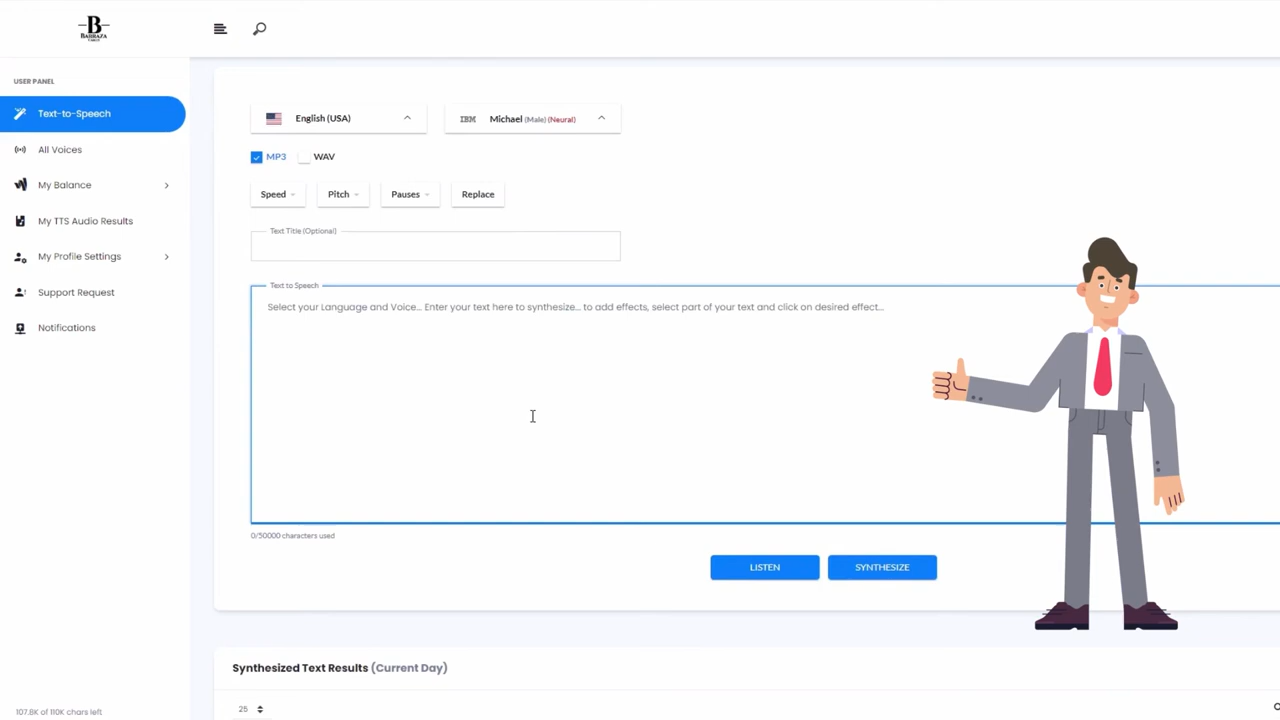 B
BARRAZA
USER PANEL
Text-to-Speech
All Voices
My Balance
My TTS Audio Results
My Profile Settings
Support Request
Notifications
107.8K of 110K chars left
English (USA)
IBM Michael (Male) (Neural)
MP3 WAV
Speed Pitch Pauses Replace
Text Title (Optional)
Text to Speech
Select your Language and Voice... Enter your text here to synthesize... to add effects, select part of your text and click on desired effect...
0/50000 characters used
LISTEN SYNTHESIZE
Synthesized Text Results (Current Day)
25